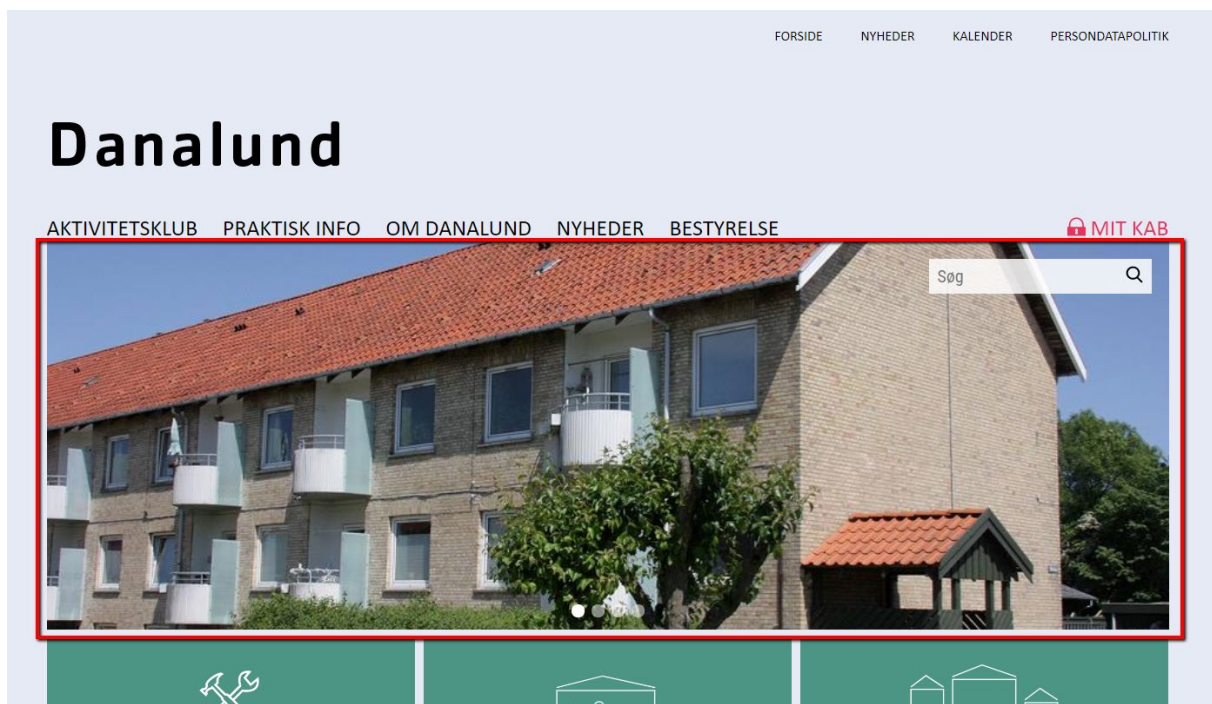 FORSIDE NYHEDER KALENDER PERSONDATAPOLITIK
Danalund
AKTIVITETSKLUB PRAKTISK INFO OM DANALUND NYHEDER BESTYRELSE MIT KAB
Søg